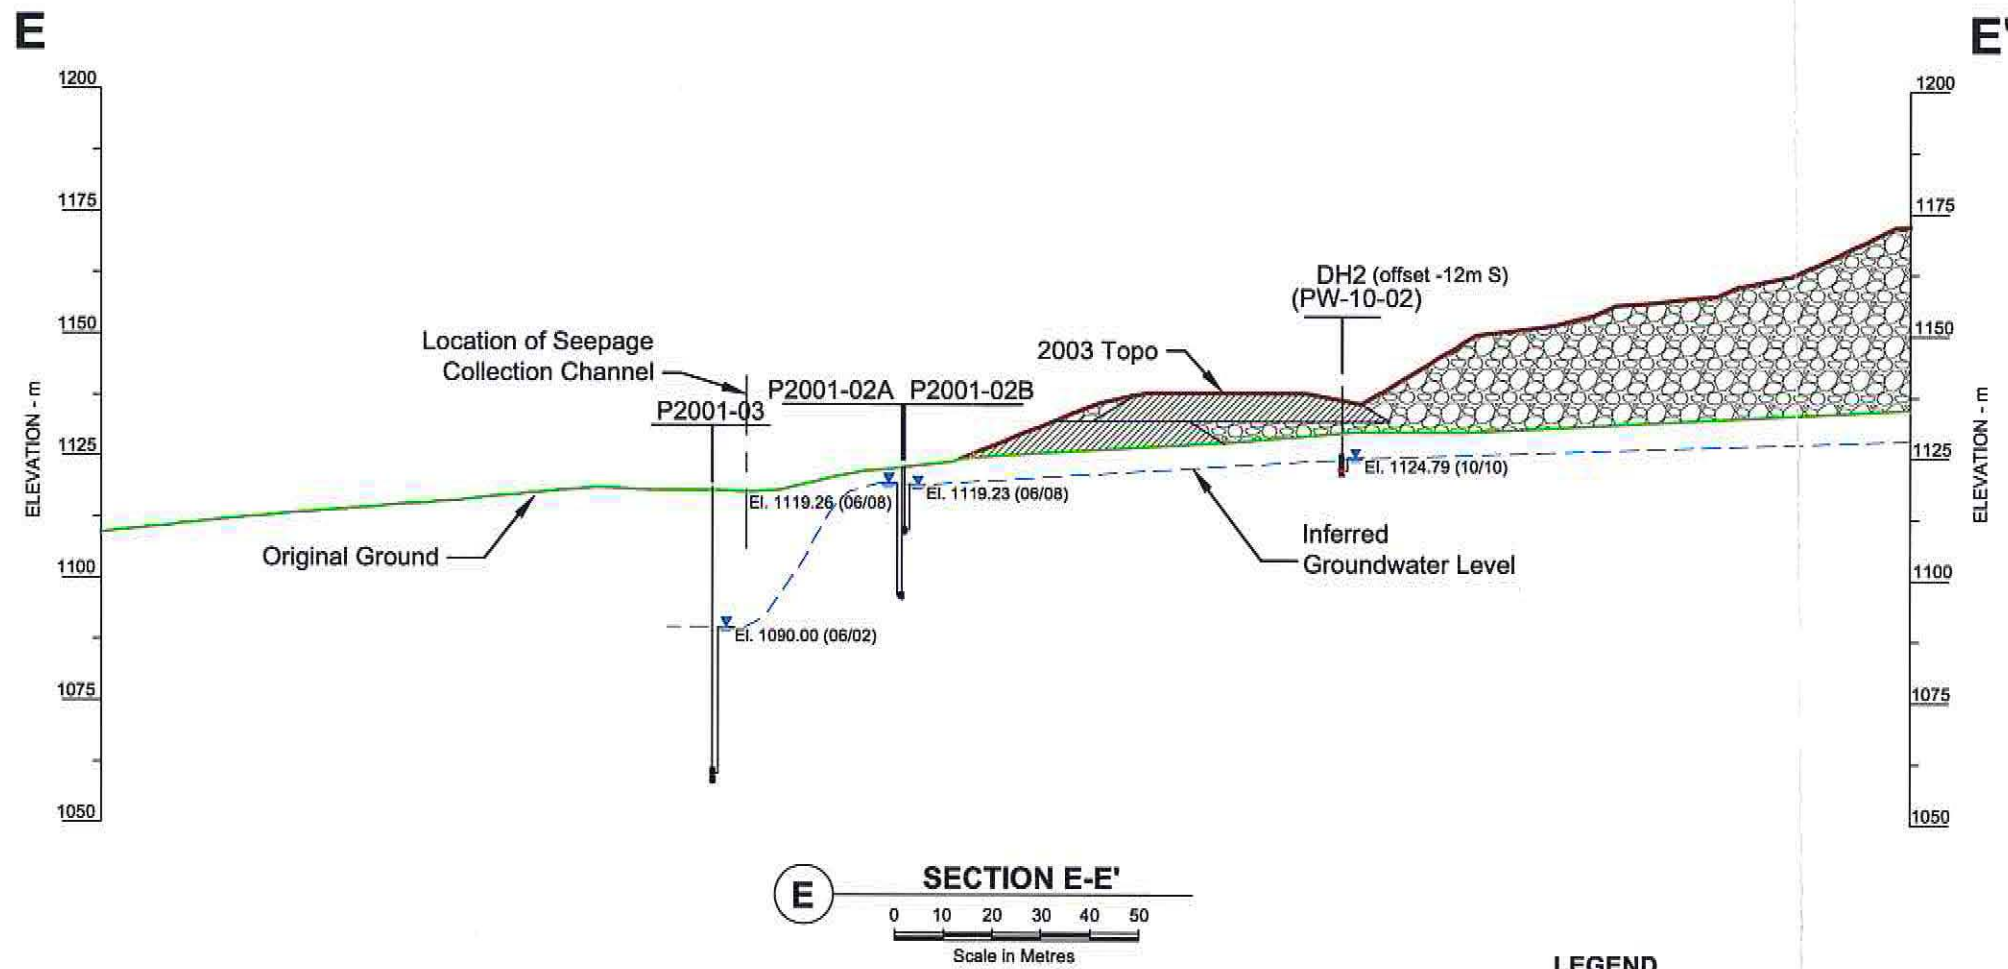 E
E'
1200
1200
1175
1175
DH2 (offset -12m S)
(PW-10-02)
1150
1150
Location of Seepage
Collection Channel
2003 Topo
P2001-02A
P2001-02B
P2001-03
ELEVATION - m
ELEVATION - m
1125
1125
El. 1124.79 (10/10)
El. 1119.26 (06/08)
El. 1119.23 (06/08)
Original Ground
Inferred
Groundwater Level
1100
1100
El. 1090.00 (06/02)
1075
1075
1050
1050
E
SECTION E-E'
0 10 20 30 40 50
Scale in Metres
LEGEND